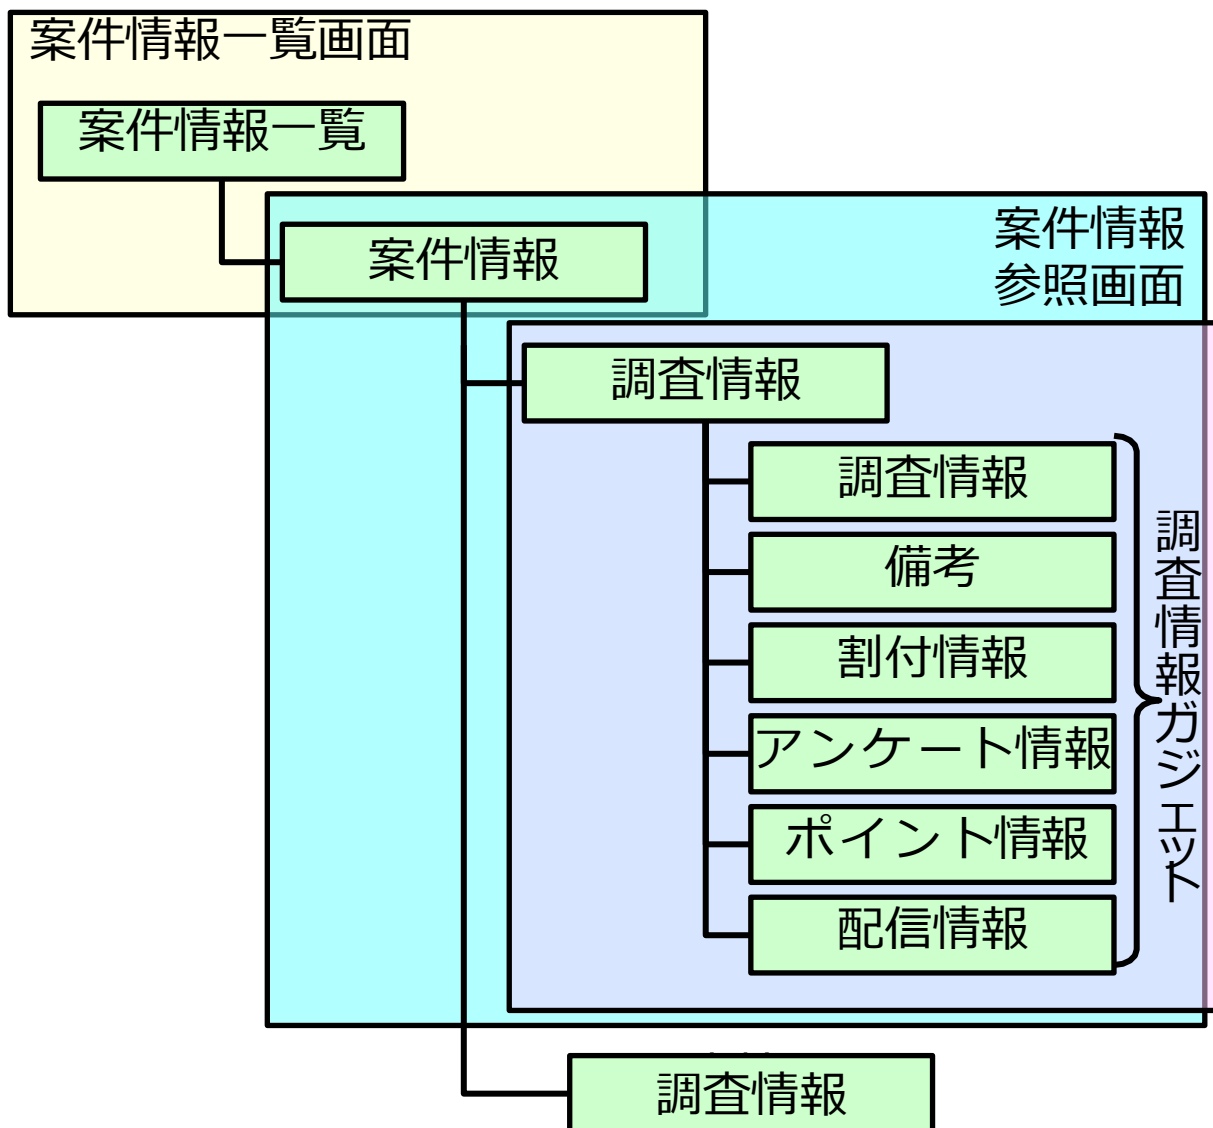 案件情報一覧画面
案件情報一覧
案件情報
案件情報
参照画面
調査情報
調査情報
備考
割付情報
アンケート情報
ポイント情報
配信情報
調査情報ガジェット
調査情報